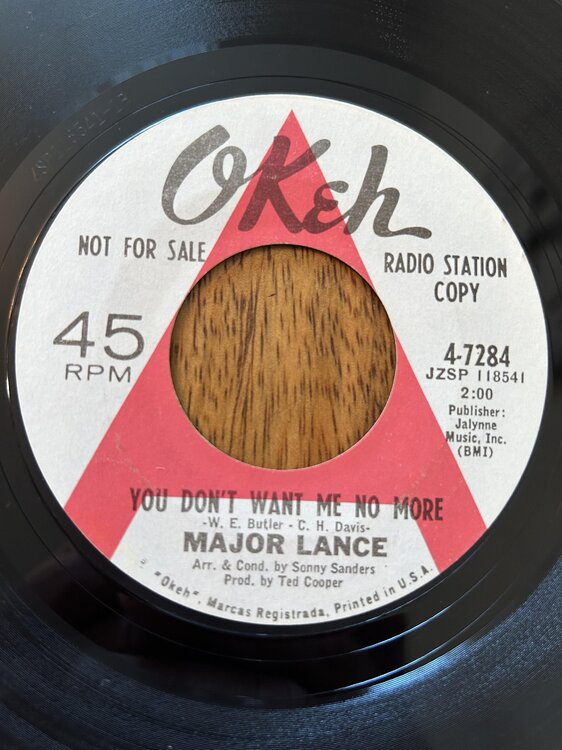 OKeh
NOT FOR SALE
RADIO STATION
COPY
45
RPM
4-7284
JZSP 118541
2:00
Publisher:
Jalynne
Music, Inc.
(BMI)
YOU DON'T WANT ME NO MORE
-W. E. Butler - C. H. Davis-
MAJOR LANCE
Arr. & Cond. by Sonny Sanders
Prod. by Ted Cooper
"Okeh", Marcas Registrada, Printed in U.S.A.